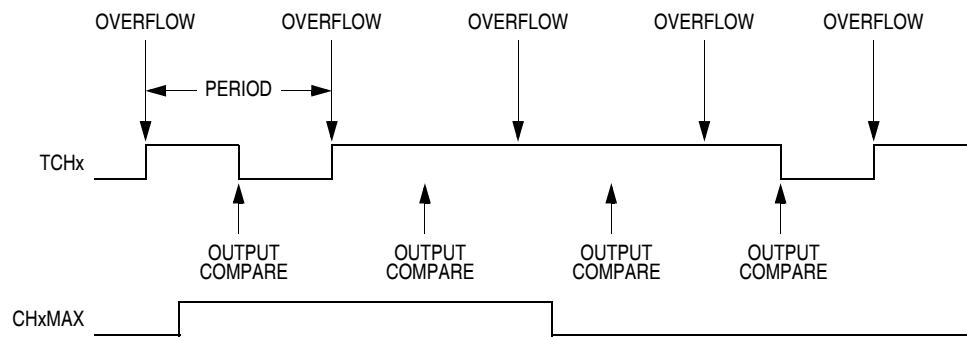 OVERFLOW OVERFLOW OVERFLOW OVERFLOW OVERFLOW
PERIOD
TCHx
OUTPUT OUTPUT OUTPUT OUTPUT
COMPARE COMPARE COMPARE COMPARE
CHxMAX